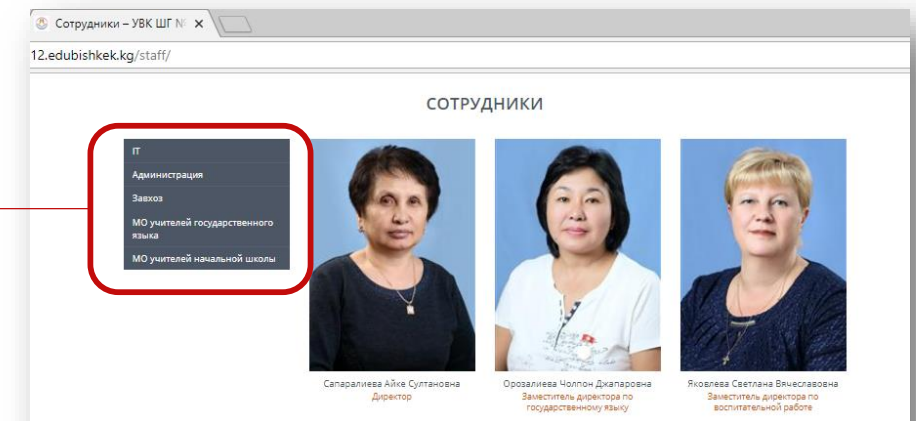 Сотрудники – УВК ШГ №
12.edubishkek.kg/staff/
СОТРУДНИКИ
IT
Администрация
Завхоз
МО учителей государственного
языка
МО учителей начальной школы
Сапаралиева Айке Султановна
Директор
Орозалиева Чолпон Джапаровна
Заместитель директора по
государственному языку
Яковлева Светлана Вячеславовна
Заместитель директора по
воспитательной работе